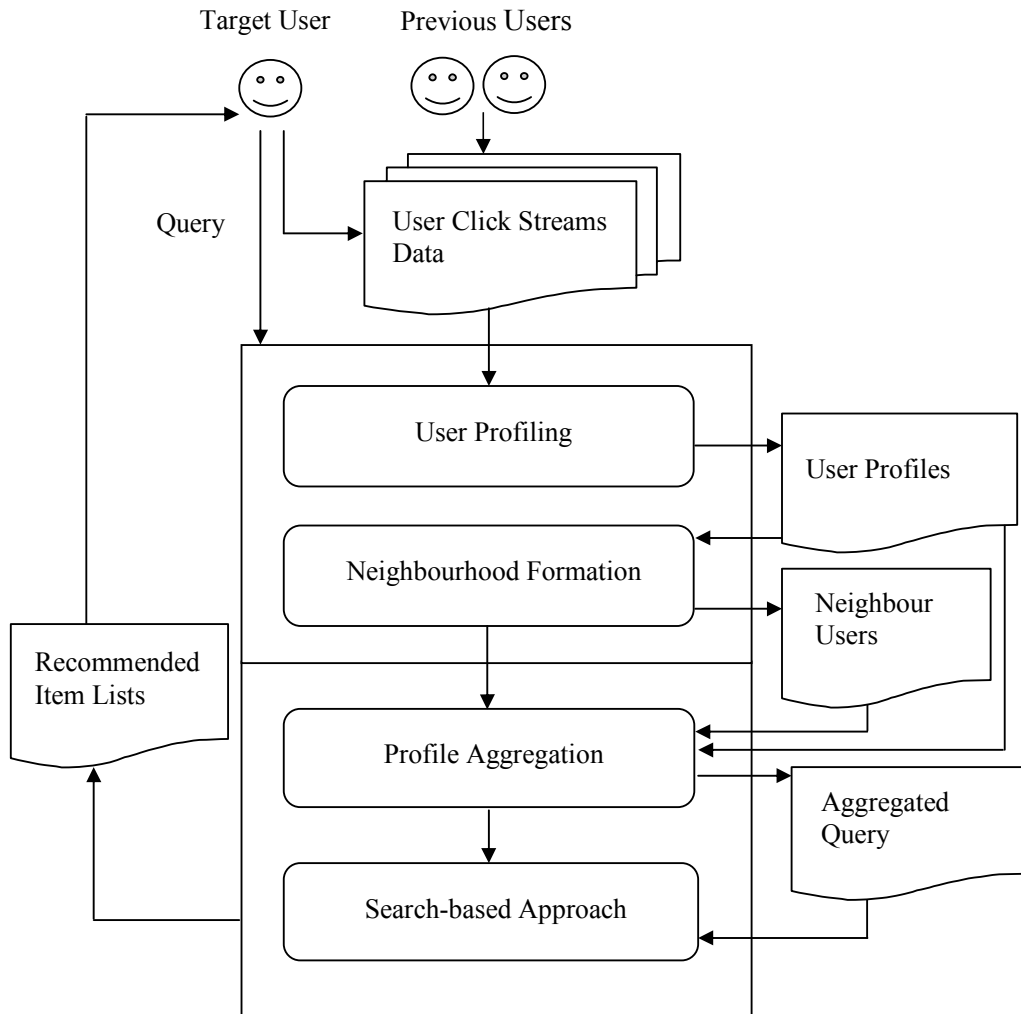 Target User
Previous Users
Query
User Click Streams
Data
User Profiling
User Profiles
Neighbourhood Formation
Neighbour
Users
Recommended
Item Lists
Profile Aggregation
Aggregated
Query
Search-based Approach